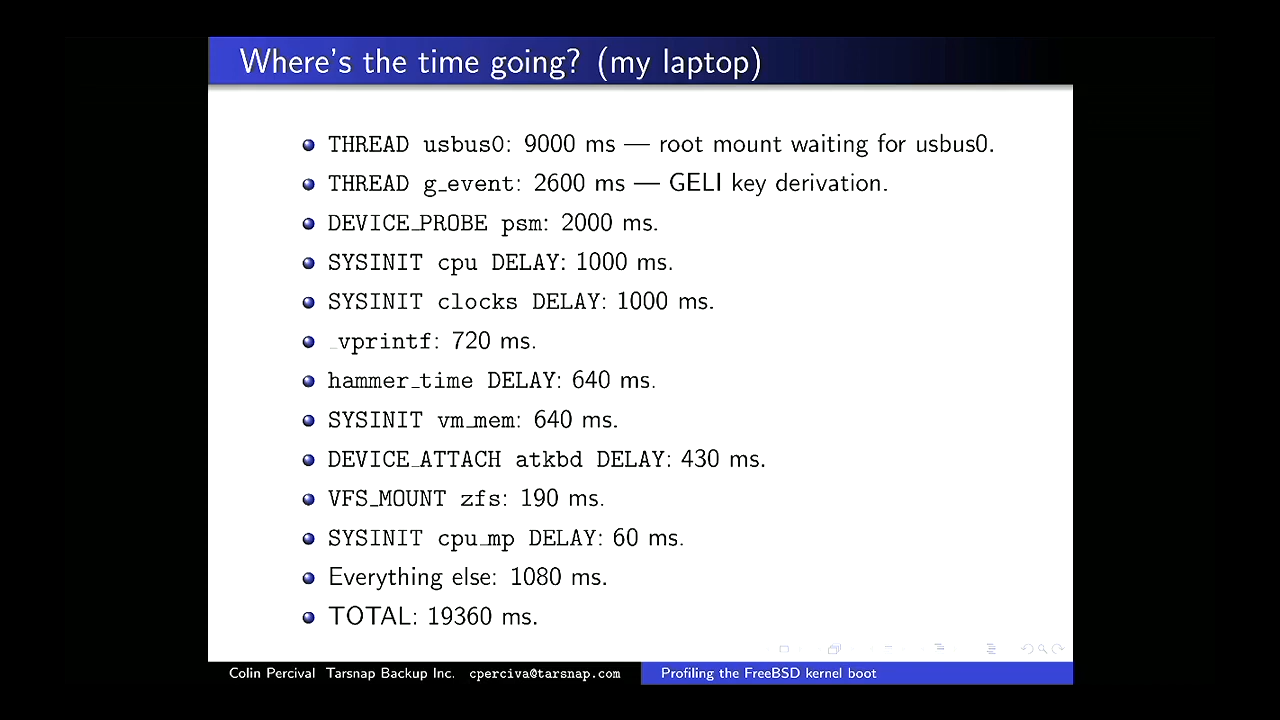 Where's the time going? (my laptop)
THREAD usbus0: 9000 ms — root mount waiting for usbus0.
THREAD g_event: 2600 ms — GELI key derivation.
DEVICE_PROBE psm: 2000 ms.
SYSINIT cpu DELAY: 1000 ms.
SYSINIT clocks DELAY: 1000 ms.
_vprintf: 720 ms.
hammer_time DELAY: 640 ms.
SYSINIT vm_mem: 640 ms.
DEVICE_ATTACH atkbd DELAY: 430 ms.
VFS_MOUNT zfs: 190 ms.
SYSINIT cpu_mp DELAY: 60 ms.
Everything else: 1080 ms.
TOTAL: 19360 ms.
Colin Percival Tarsnap Backup Inc. cperciva@tarsnap.com Profiling the FreeBSD kernel boot